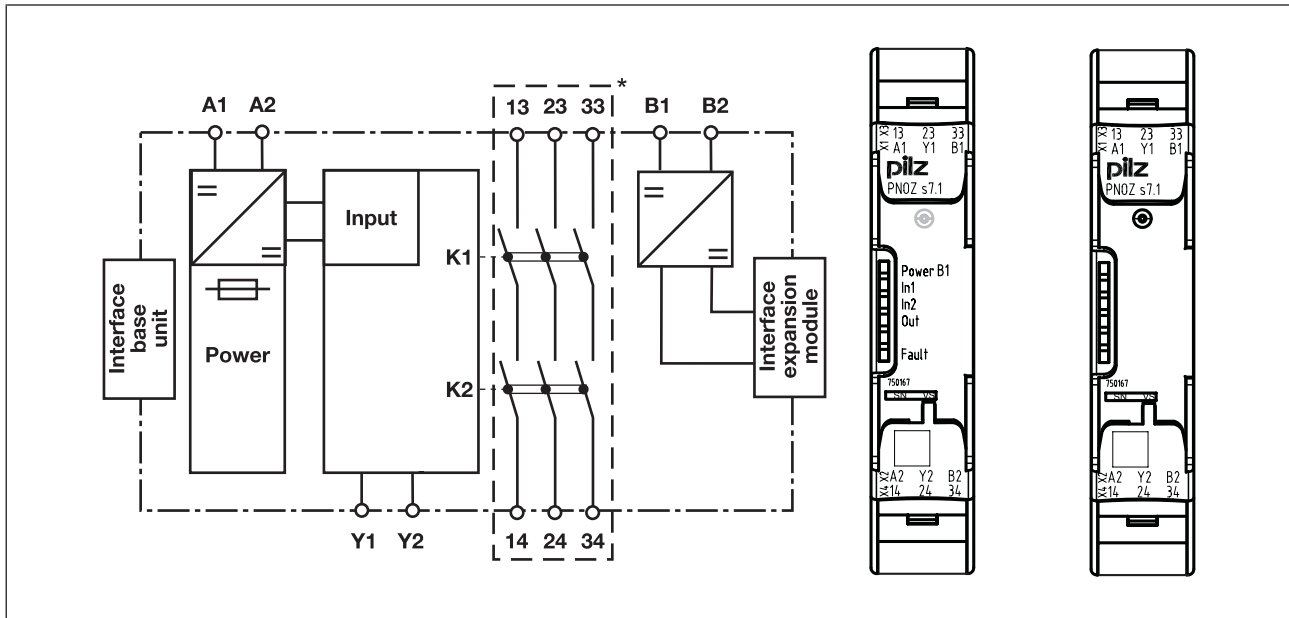 A1 A2 13 23 33 * B1 B2
Input
K1
Interface
base
unit
Power
K2
Interface
expansion
module
Y1 Y2 14 24 34
X1 X3
13 23 33
A1 Y1 B1
pilz
PNOZ s7.1
Power B1
In1
In2
Out
Fault
750167
SN VS
X4 X2
A2 Y2 B2
14 24 34
X1 X3
13 23 33
A1 Y1 B1
pilz
PNOZ s7.1
750167
SN VS
X4 X2
A2 Y2 B2
14 24 34